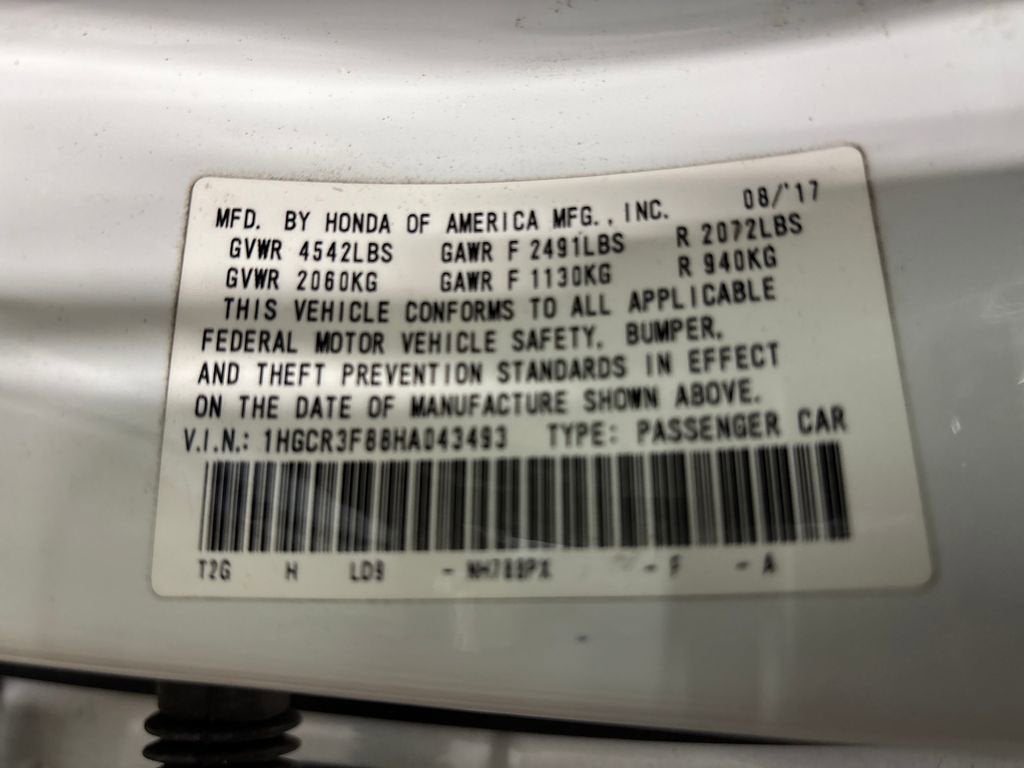 MFD. BY HONDA OF AMERICA MFG., INC. 08/'17
GVWR 4542LBS GAWR F 2491LBS R 2072LBS
GVWR 2060KG GAWR F 1130KG R 940KG
THIS VEHICLE CONFORMS TO ALL APPLICABLE
FEDERAL MOTOR VEHICLE SAFETY, BUMPER,
AND THEFT PREVENTION STANDARDS IN EFFECT
ON THE DATE OF MANUFACTURE SHOWN ABOVE.
V.I.N.: 1HGCR3F88HA043493 TYPE: PASSENGER CAR
T2G H LD9 - - F - A